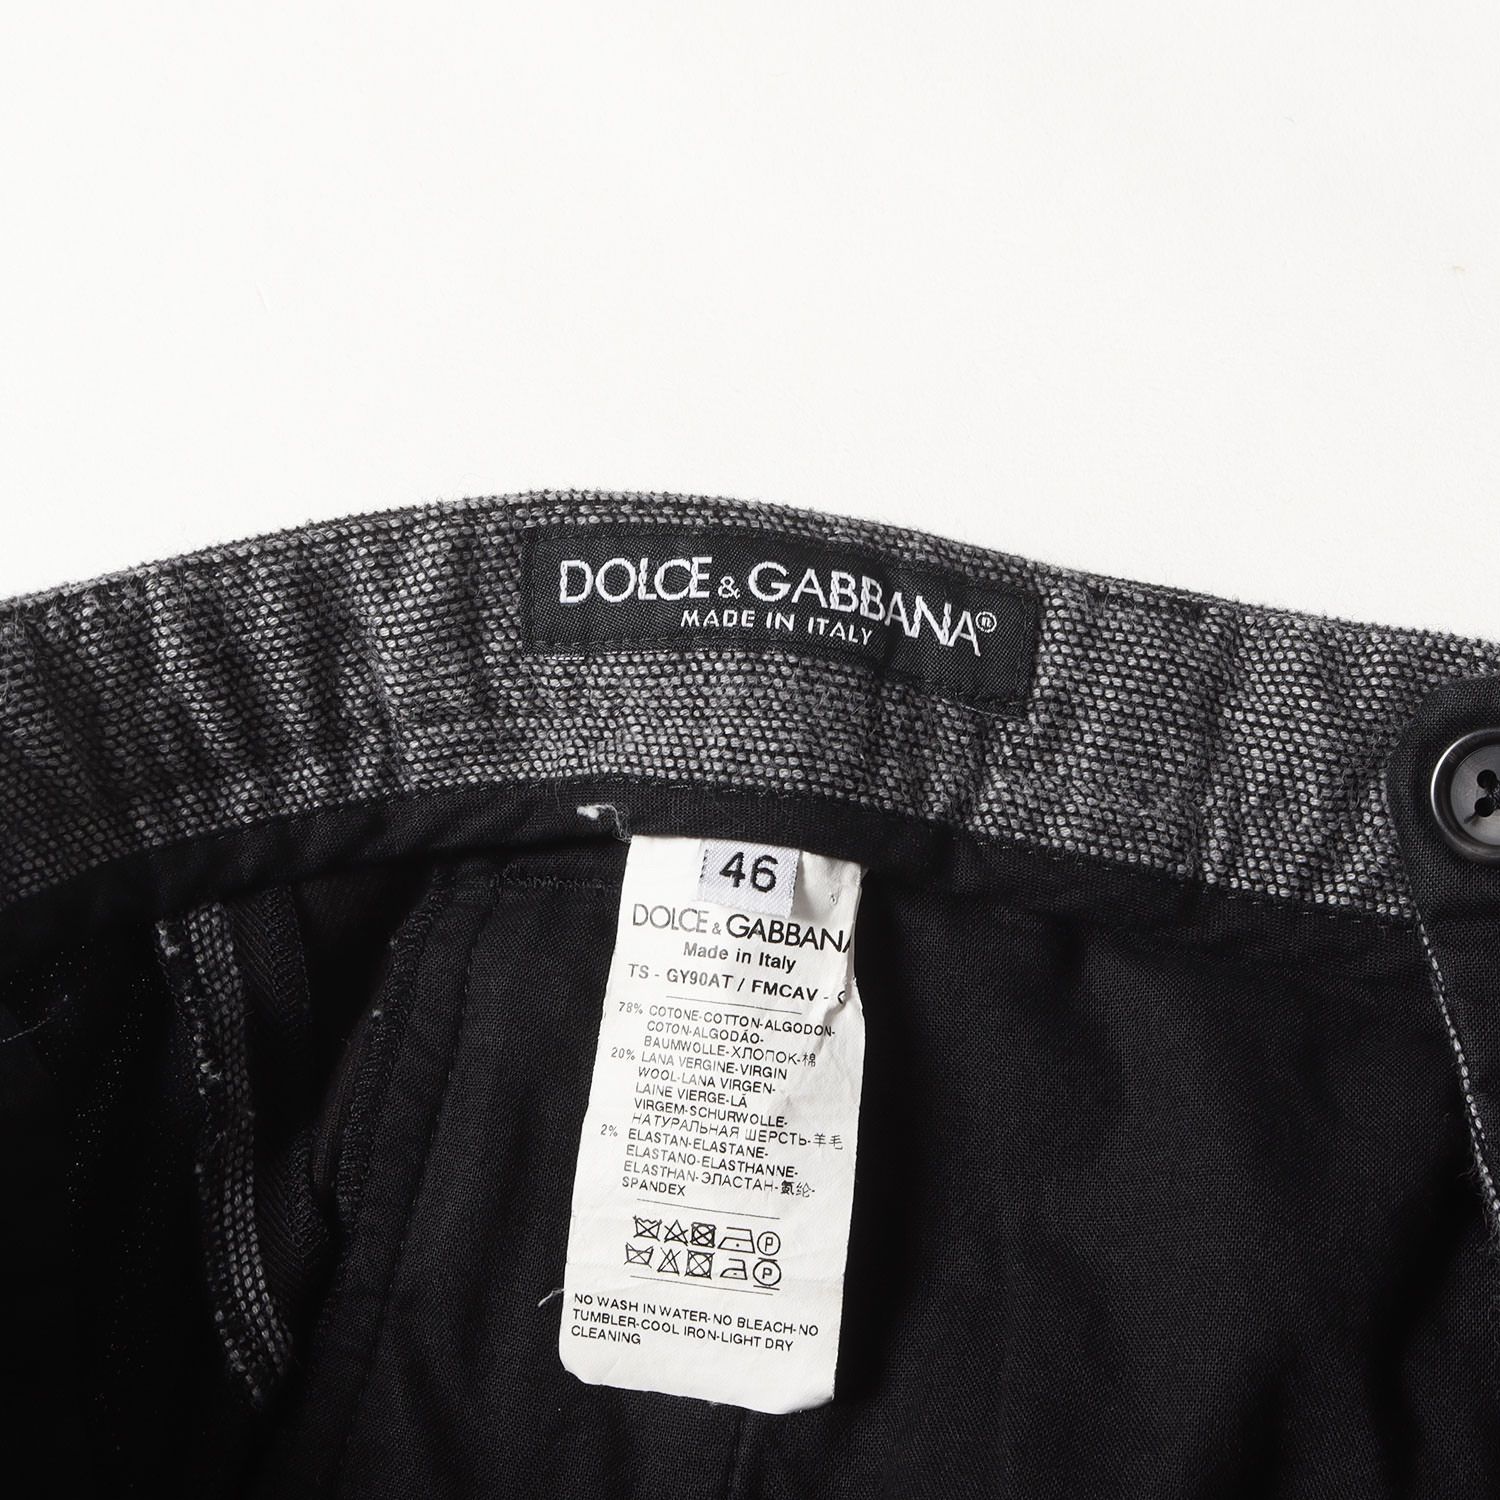 DOLCE & GABBANA®
MADE IN ITALY
46
DOLCE & GABBANA
Made in Italy
TS - GY90AT / FMCAV -
78% COTONE-COTTON-ALGODON-
COTON-ALGODÃO-
BAUMWOLLE-ХЛОПОК-棉
20% LANA VERGINE-VIRGIN
WOOL-LANA VIRGEN-
LAINE VIERGE-LÃ
VIRGEM-SCHURWOLLE-
НАТУРАЛЬНАЯ ШЕРСТЬ-羊毛
2% ELASTAN-ELASTANE-
ELASTANO-ELASTHANNE-
ELASTHAN-ЭЛАСТАН-氨纶-
SPANDEX
P
P
NO WASH IN WATER-NO BLEACH-NO
TUMBLER-COOL IRON-LIGHT DRY
CLEANING